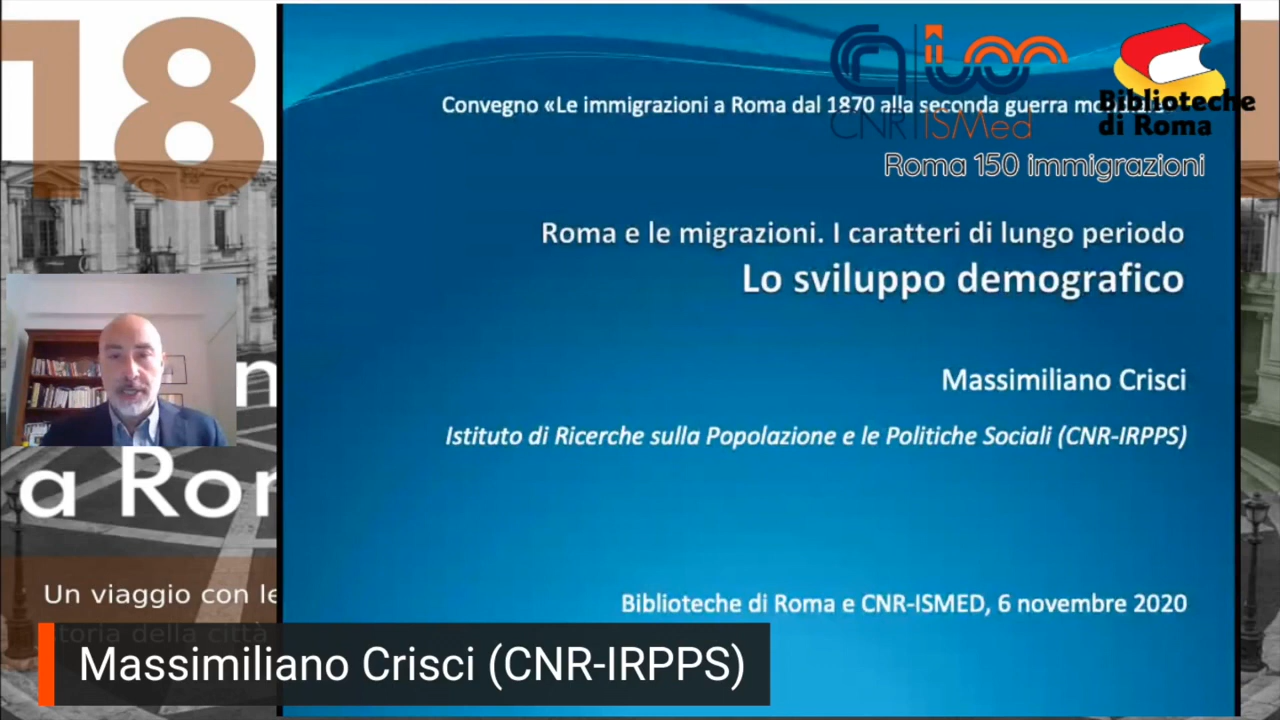 18
Convegno «Le immigrazioni a Roma dal 1870 alla seconda guerra
CNR ISMed
Biblioteche
di Roma
Roma 150 immigrazioni
Roma e le migrazioni. I caratteri di lungo periodo
Lo sviluppo demografico
Massimiliano Crisci
Istituto di Ricerche sulla Popolazione e le Politiche Sociali (CNR-IRPPS)
a Ror
Un viaggio con le
toria della città
Biblioteche di Roma e CNR-ISMED, 6 novembre 2020
Massimiliano Crisci (CNR-IRPPS)